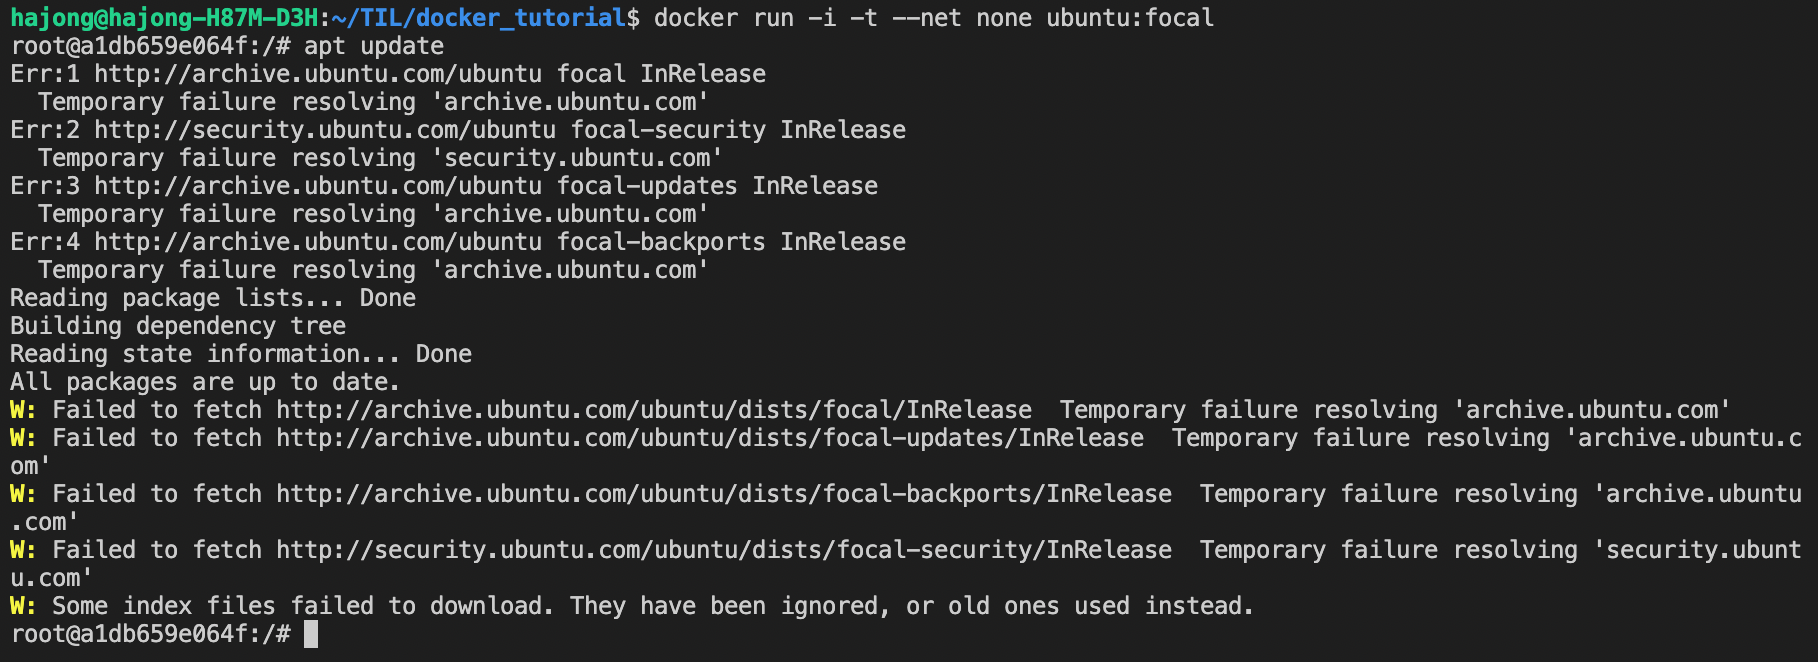 hajong@hajong-H87M-D3H:~/TIL/docker_tutorial$ docker run -i -t --net none ubuntu:focal
root@a1db659e064f:/# apt update
Err:1 http://archive.ubuntu.com/ubuntu focal InRelease
  Temporary failure resolving 'archive.ubuntu.com'
Err:2 http://security.ubuntu.com/ubuntu focal-security InRelease
  Temporary failure resolving 'security.ubuntu.com'
Err:3 http://archive.ubuntu.com/ubuntu focal-updates InRelease
  Temporary failure resolving 'archive.ubuntu.com'
Err:4 http://archive.ubuntu.com/ubuntu focal-backports InRelease
  Temporary failure resolving 'archive.ubuntu.com'
Reading package lists... Done
Building dependency tree
Reading state information... Done
All packages are up to date.
W: Failed to fetch http://archive.ubuntu.com/ubuntu/dists/focal/InRelease  Temporary failure resolving 'archive.ubuntu.com'
W: Failed to fetch http://archive.ubuntu.com/ubuntu/dists/focal-updates/InRelease  Temporary failure resolving 'archive.ubuntu.c
om'
W: Failed to fetch http://archive.ubuntu.com/ubuntu/dists/focal-backports/InRelease  Temporary failure resolving 'archive.ubuntu
.com'
W: Failed to fetch http://security.ubuntu.com/ubuntu/dists/focal-security/InRelease  Temporary failure resolving 'security.ubunt
u.com'
W: Some index files failed to download. They have been ignored, or old ones used instead.
root@a1db659e064f:/#